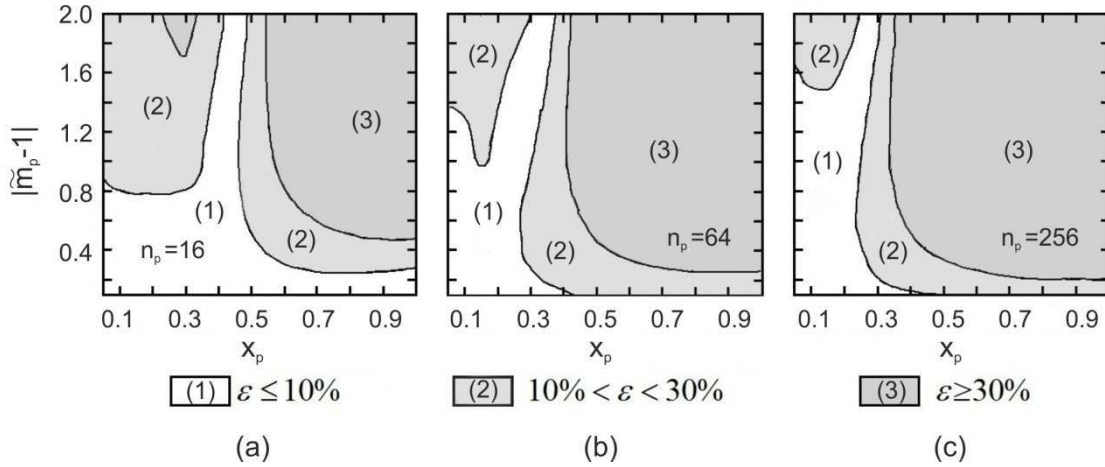 2.0
1.6
1.2
0.8
0.4
|m̃p-1|
(2)
(3)
(1)
(2)
np=16
0.1 0.3 0.5 0.7 0.9
xp
(2)
(3)
(1)
(2)
np=64
0.1 0.3 0.5 0.7 0.9
xp
(2)
(3)
(1)
(2)
np=256
0.1 0.3 0.5 0.7 0.9
xp
(1) ε ≤ 10%
(2) 10% < ε < 30%
(3) ε ≥ 30%
(a) (b) (c)